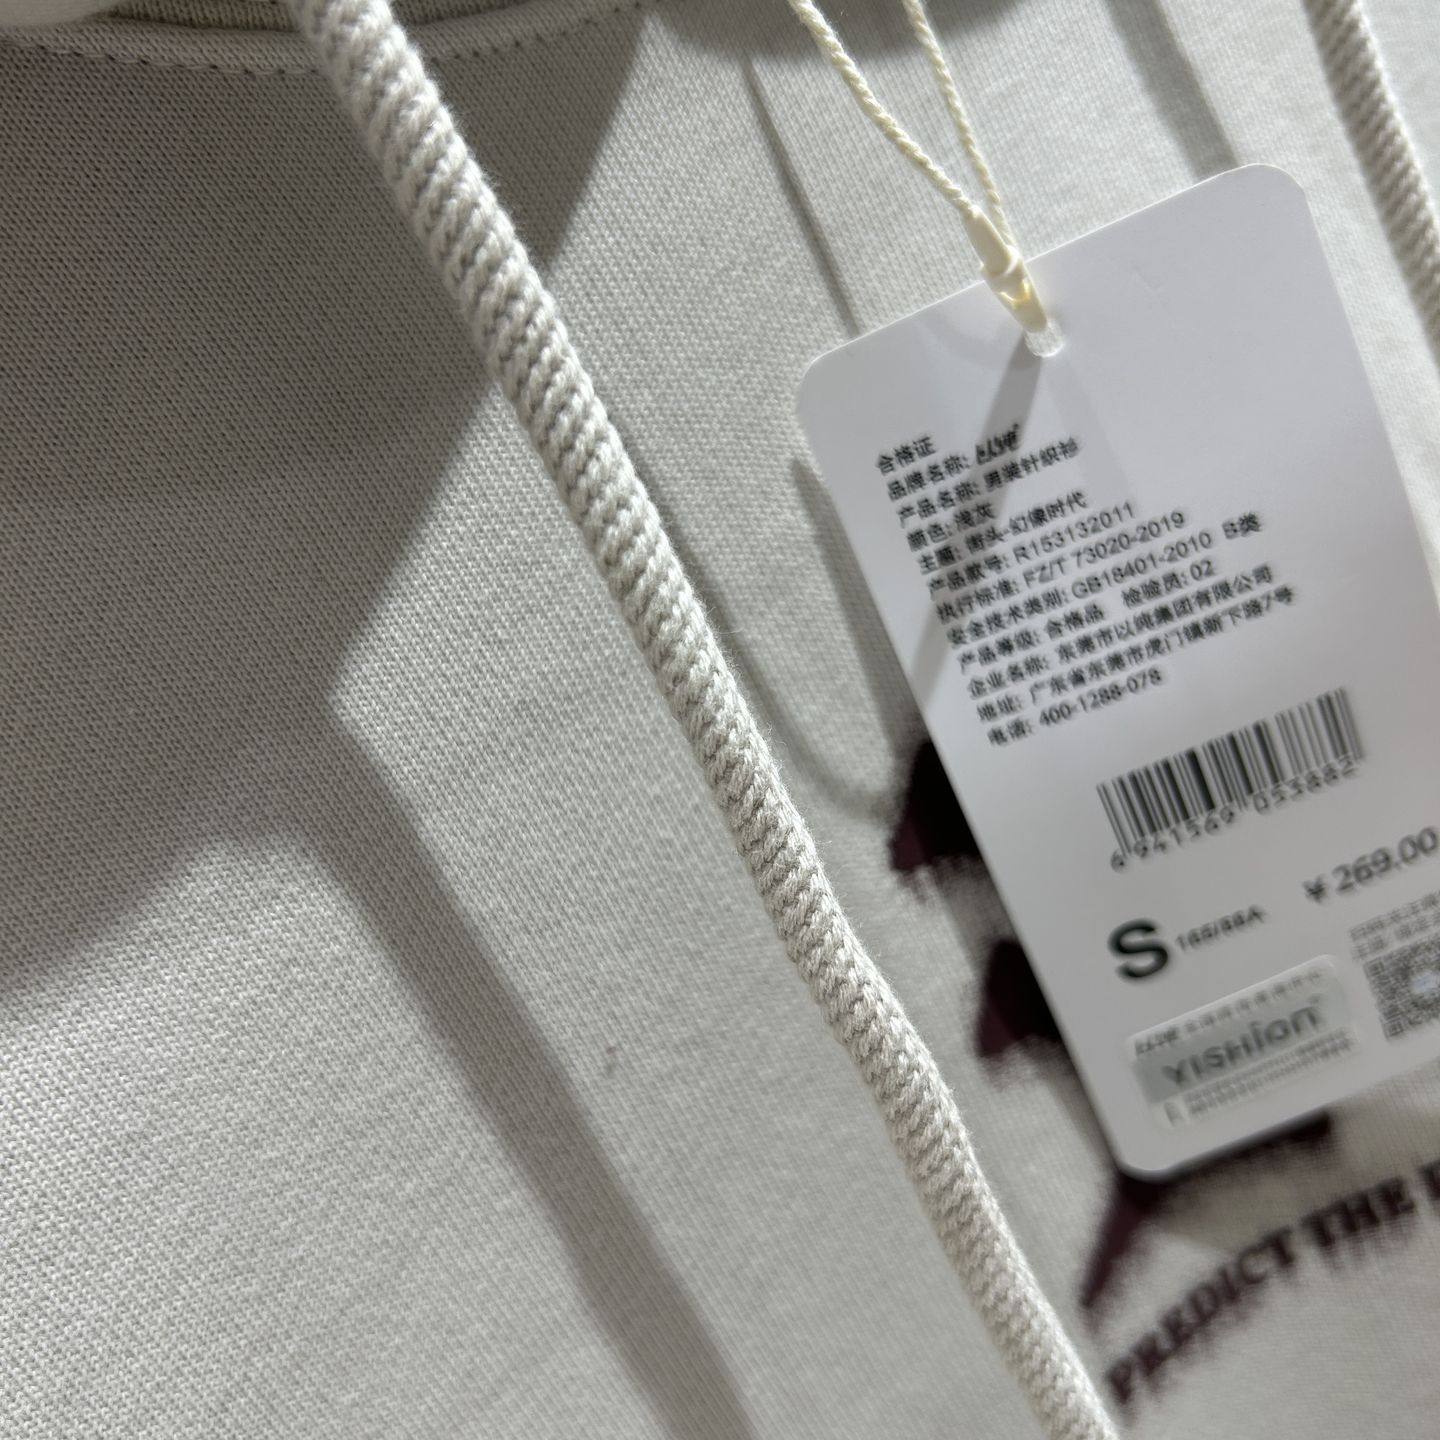 合格证
品牌名称: 以纯
产品名称: 男装针织衫
颜色: 浅灰
主题: 街头-幻像时代
产品款号: R153132011
执行标准: FZ/T 73020-2019
安全技术类别: GB18401-2010 B类
产品等级: 合格品 检验员: 02
企业名称: 东莞市以纯集团有限公司
地址: 广东省东莞市虎门镇新下路7号
电话: 400-1288-078
6941569 053882
¥ 269.00
S 165/88A
YISHION
PREDICT THE